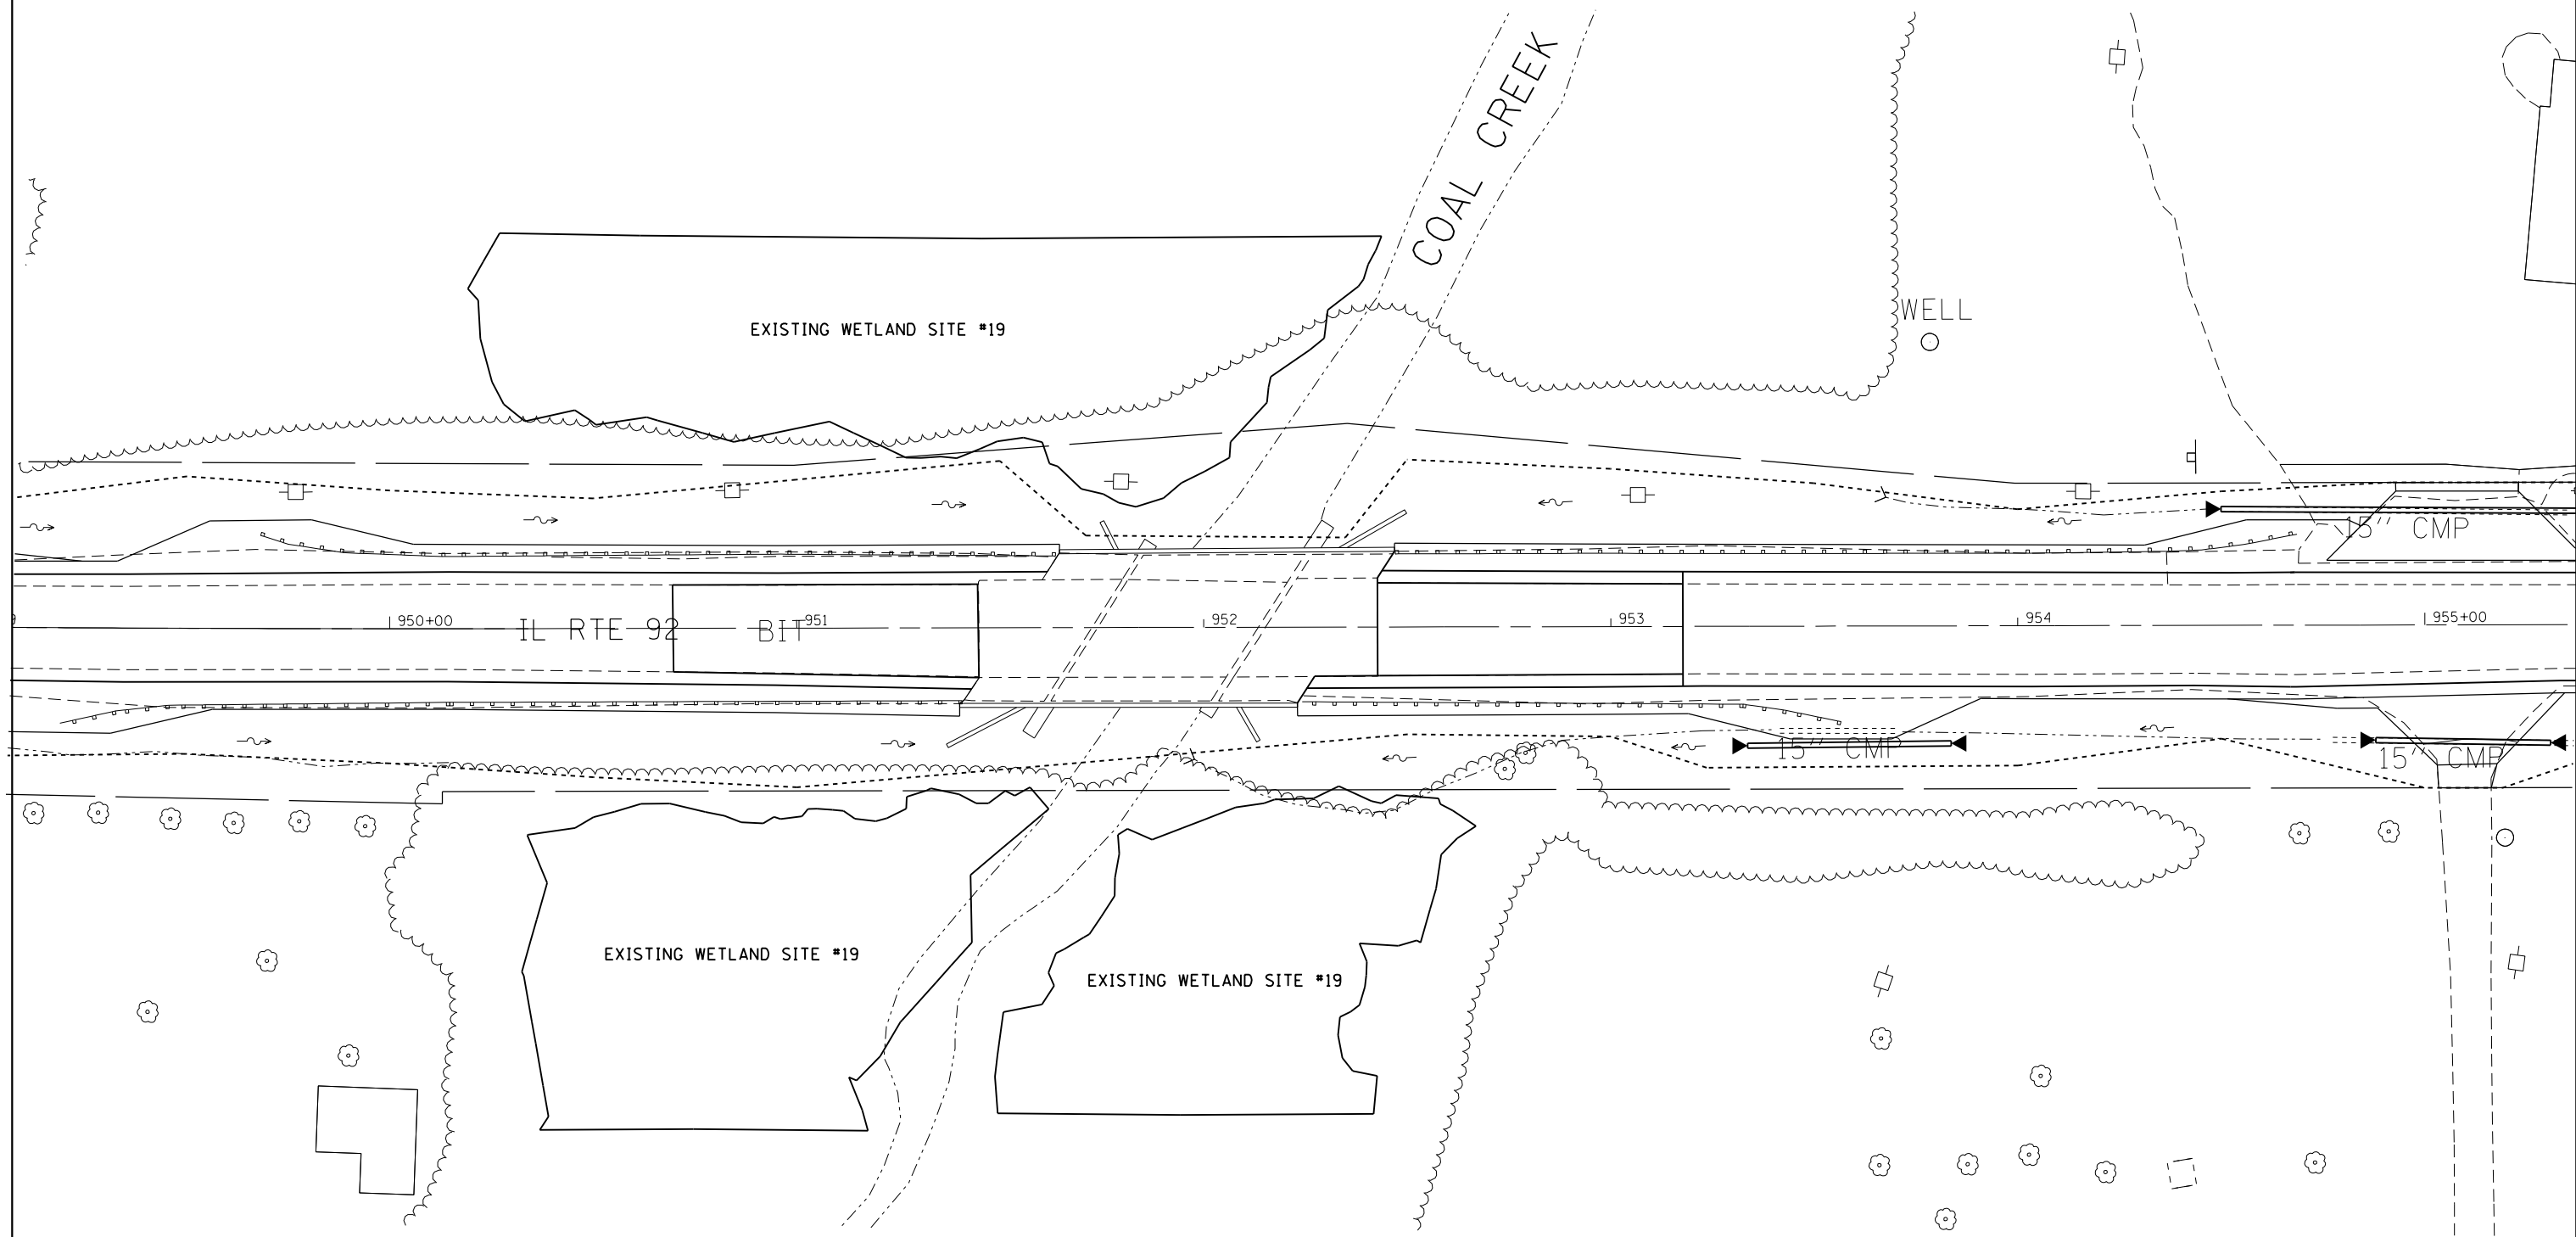 COAL CREEK
WELL
EXISTING WETLAND SITE #19
15" CMP
950+00
IL RTE 92
BIT
951
952
953
954
955+00
15" CMP
15" CMP
EXISTING WETLAND SITE #19
EXISTING WETLAND SITE #19